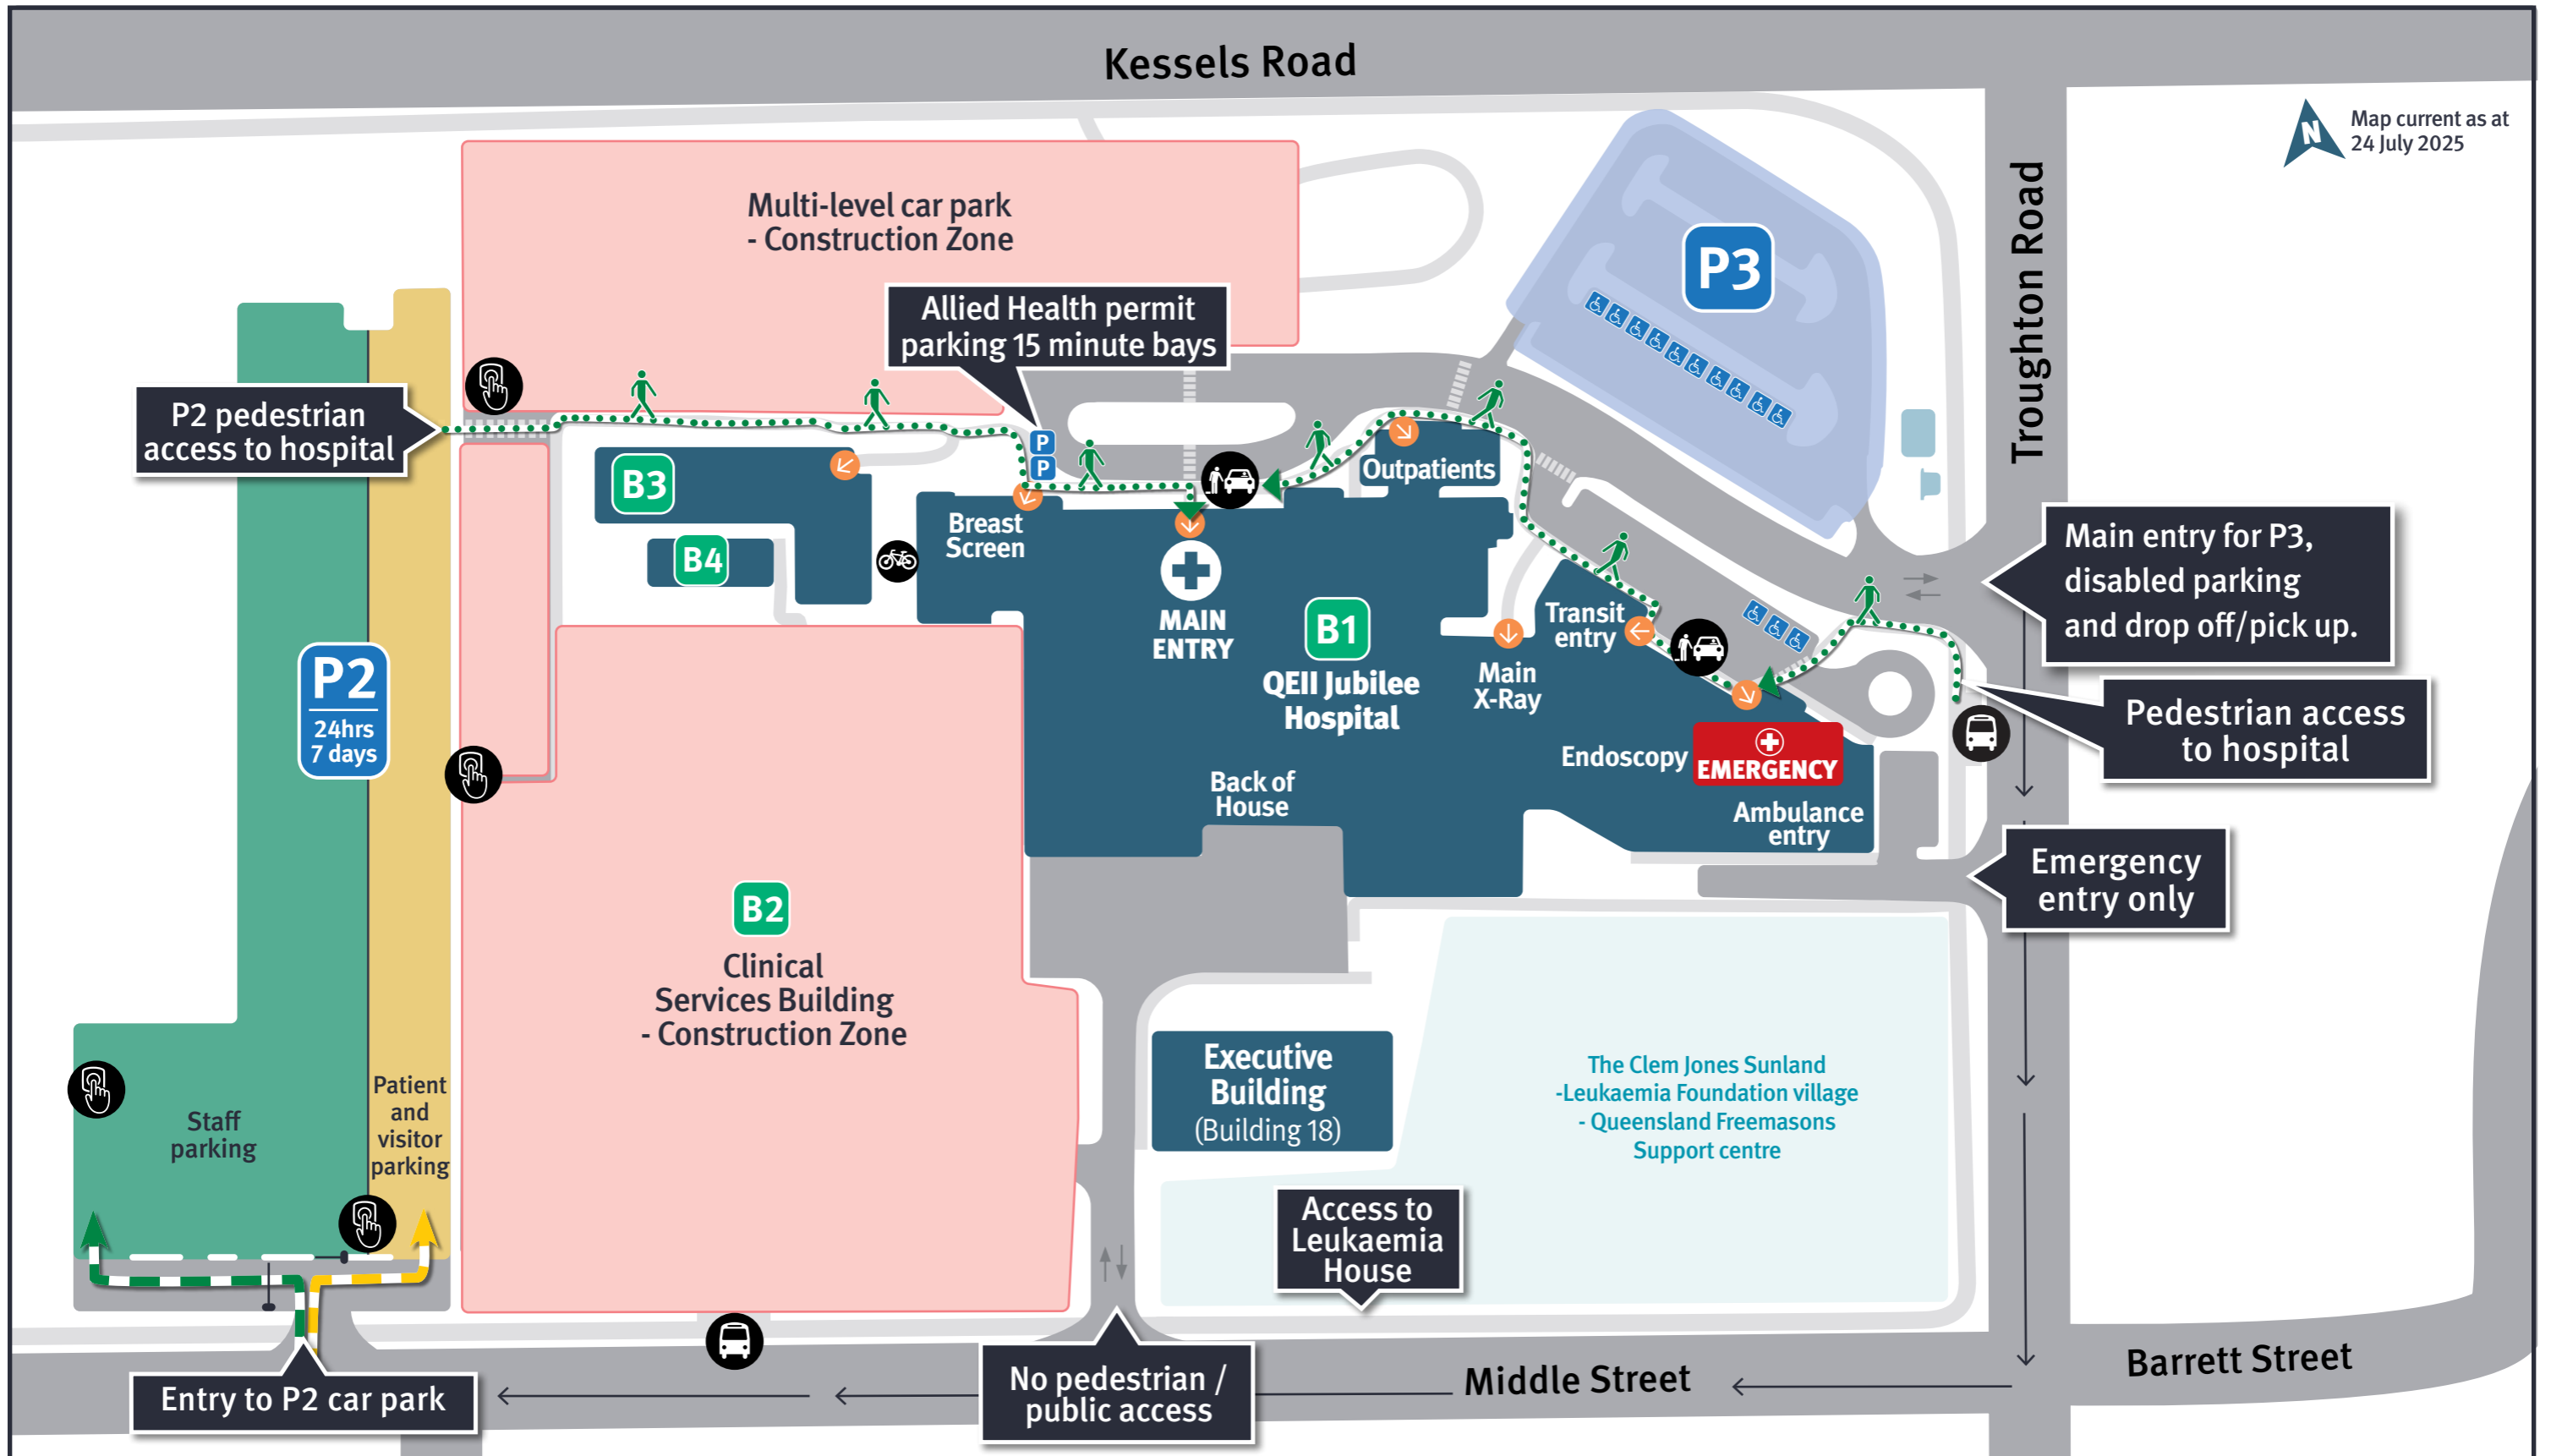 Kessels Road
N
Map current as at
24 July 2025
Multi-level car park
- Construction Zone
Troughton Road
P3
Allied Health permit
parking 15 minute bays
P2 pedestrian
access to hospital
P
P
Outpatients
B3
Breast
Screen
B4
Main entry for P3,
disabled parking
and drop off/pick up.
MAIN
ENTRY
B1
QEII Jubilee
Hospital
Transit
entry
Main
X-Ray
P2
24hrs
7 days
Pedestrian access
to hospital
Endoscopy
EMERGENCY
Back of
House
Ambulance
entry
Emergency
entry only
B2
Clinical
Services Building
- Construction Zone
Executive
Building
(Building 18)
The Clem Jones Sunland
-Leukaemia Foundation village
- Queensland Freemasons
Support centre
Staff
parking
Patient
and
visitor
parking
Access to
Leukaemia
House
Entry to P2 car park
No pedestrian /
public access
Middle Street
Barrett Street